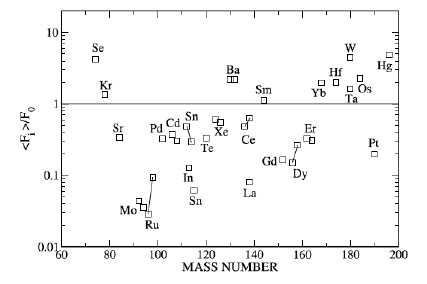 10
Se
W
Hg
Kr
Ba
Sm
Yb
Hf
Os
Ta
1
<F_i>/F_0
Sr
Pd
Cd
Sn
Te
Xe
Ce
Er
Pt
0.1
In
Sn
La
Gd
Dy
Mo
Ru
0.01
60 80 100 120 140 160 180 200
MASS NUMBER